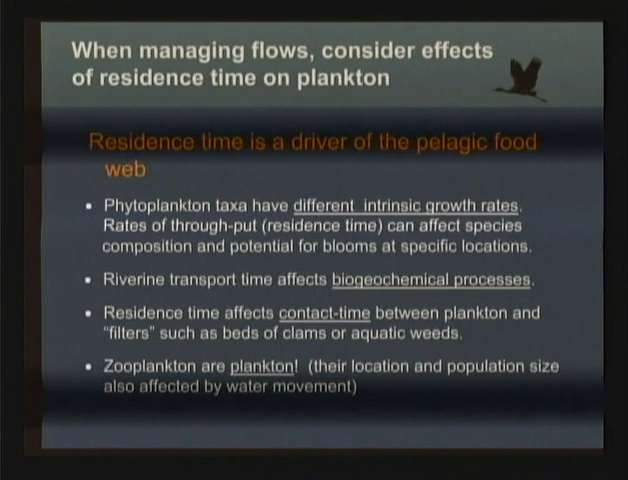 When managing flows, consider effects
of residence time on plankton
Residence time is a driver of the pelagic food
web
• Phytoplankton taxa have different intrinsic growth rates.
Rates of through-put (residence time) can affect species
composition and potential for blooms at specific locations.
• Riverine transport time affects biogeochemical processes.
• Residence time affects contact-time between plankton and
"filters" such as beds of clams or aquatic weeds.
• Zooplankton are plankton! (their location and population size
also affected by water movement)